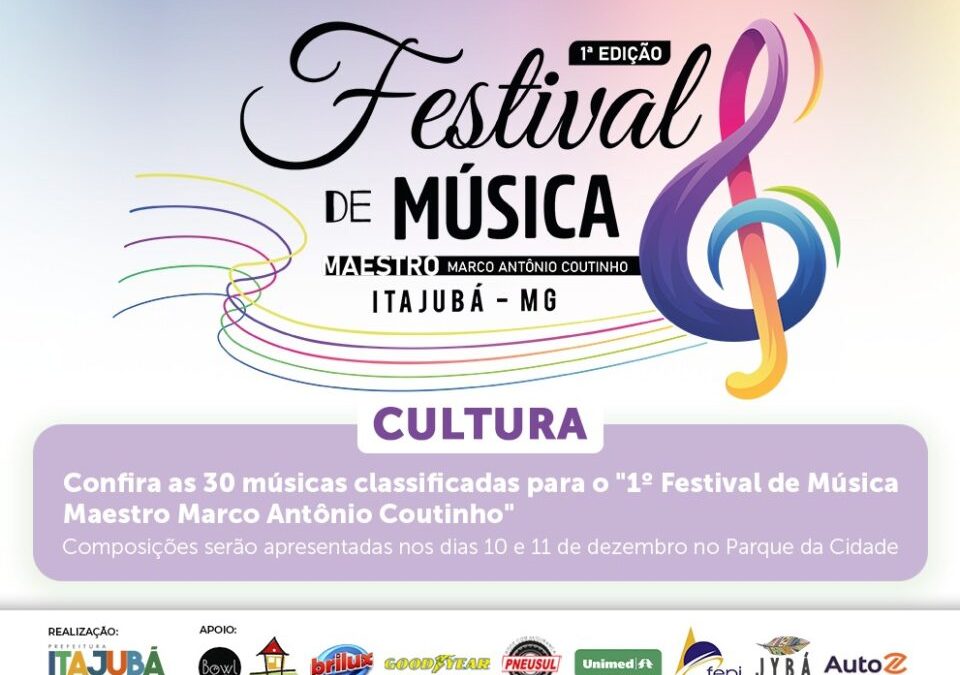 1ª EDIÇÃO
Festival
DE MÚSICA
MAESTRO MARCO ANTÔNIO COUTINHO
ITAJUBÁ - MG
CULTURA
Confira as 30 músicas classificadas para o "1º Festival de Música
Maestro Marco Antônio Coutinho"
Composições serão apresentadas nos dias 10 e 11 de dezembro no Parque da Cidade
REALIZAÇÃO:
APOIO:
PREFEITURA
ITAJUBÁ
Bowl
brilux
GOODYEAR
PNEUSUL
Unimed
fepi
JYBÁ
AutoZ